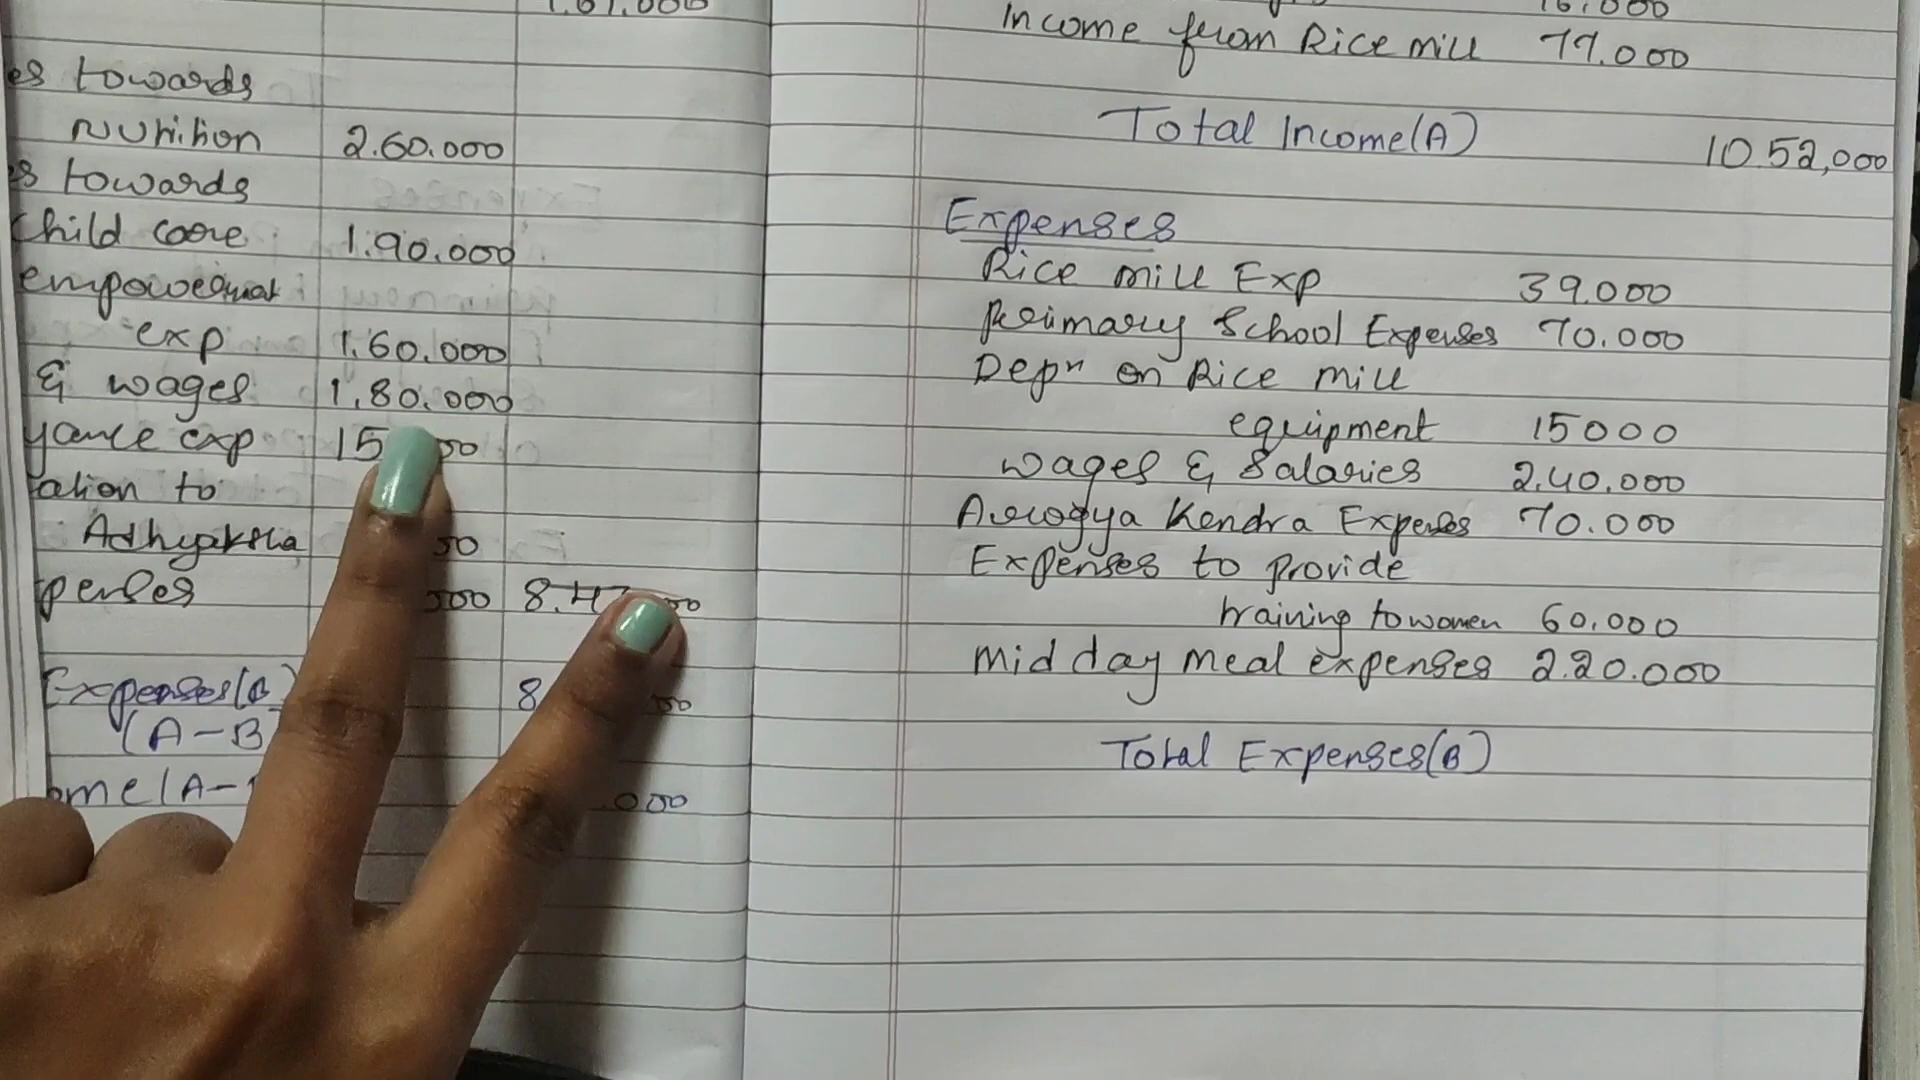 es towards
nutrition 2.60.000
es towards
child care 1.90.000
empowerment
exp 1.60.000
& wages 1.80.000
yance exp 15
ation to
Adhyaksha 50
penses 500 8.4
Expenses(B) 8
(A-B
ome(A-
Income from Rice mill 77.000
Total Income(A) 10.52,000
Expenses
Rice mill Exp 39.000
Primary School Expenses 70.000
Depn on Rice mill
equipment 15000
wages & Salaries 2.40.000
Arogya Kendra Expenses 70.000
Expenses to provide
training to women 60.000
mid day meal expenses 2.20.000
Total Expenses(B)